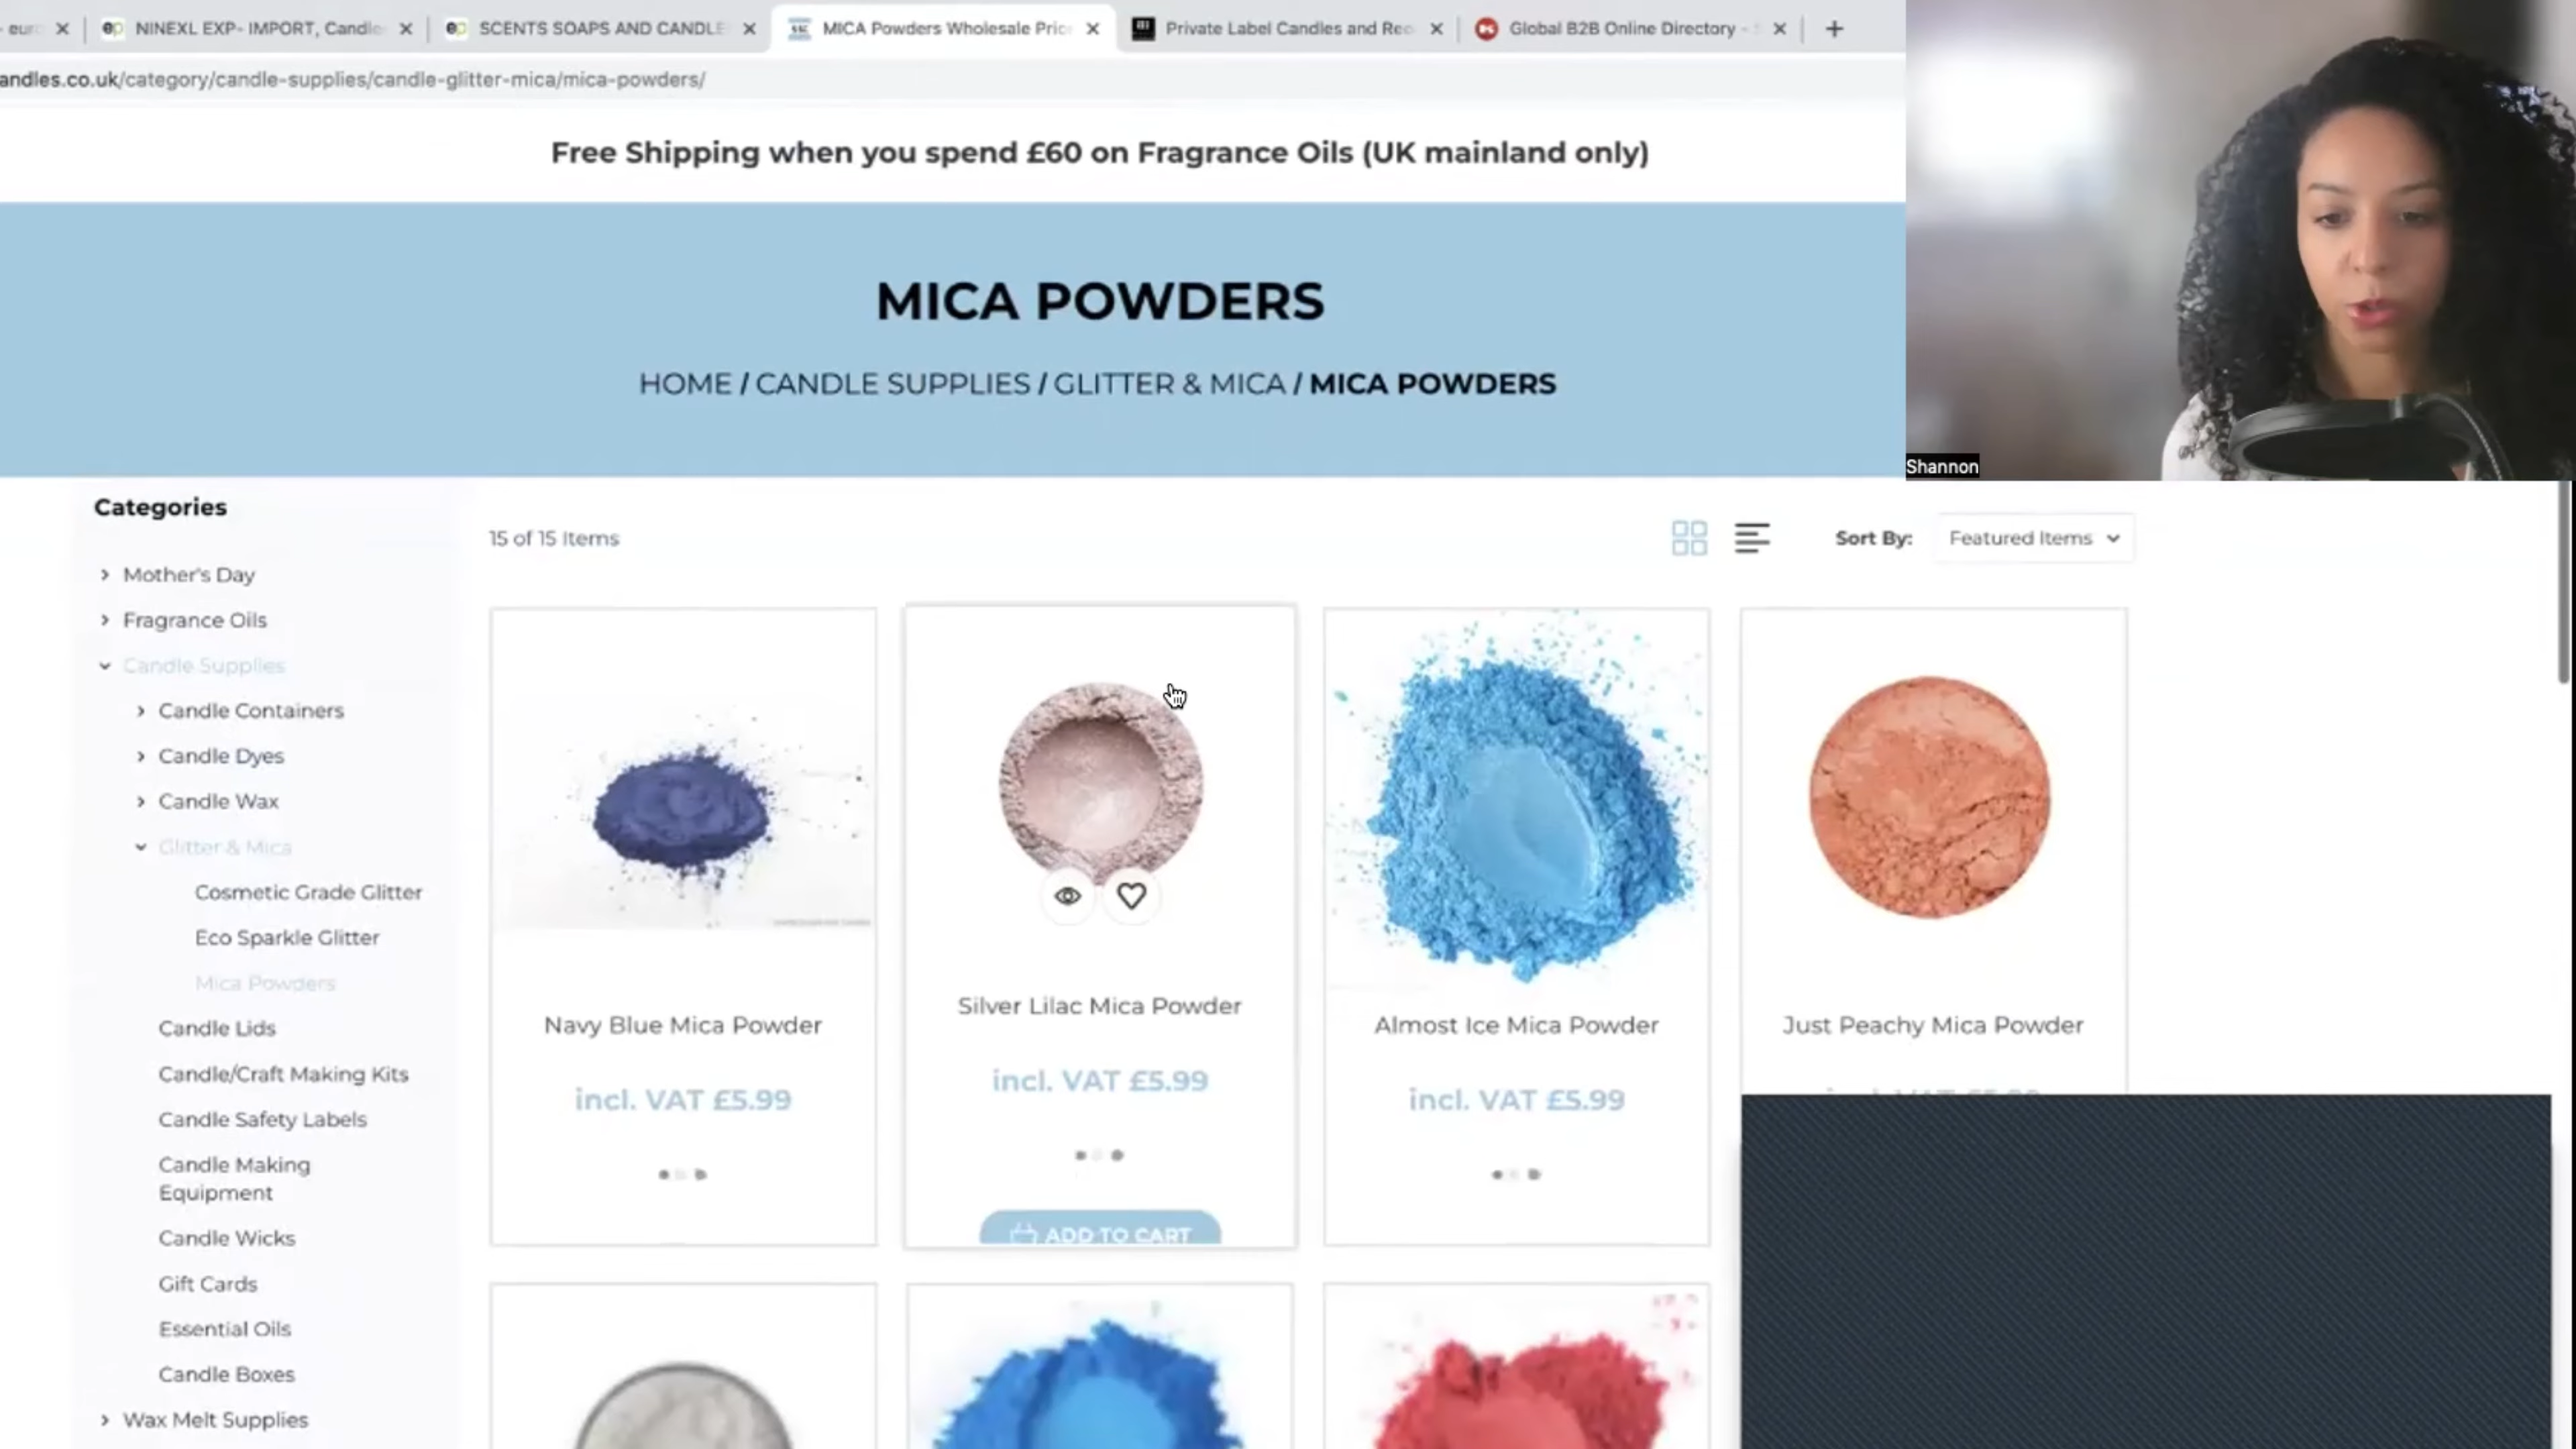 NINEXL EXP- IMPORT, Candle
SCENTS SOAPS AND CANDLE
MICA Powders Wholesale Pric
Private Label Candles and Ree
Global B2B Online Directory -
andles.co.uk/category/candle-supplies/candle-glitter-mica/mica-powders/
Free Shipping when you spend £60 on Fragrance Oils (UK mainland only)
MICA POWDERS
HOME / CANDLE SUPPLIES / GLITTER & MICA / MICA POWDERS
Shannon
Categories
Mother's Day
Fragrance Oils
Candle Supplies
Candle Containers
Candle Dyes
Candle Wax
Glitter & Mica
Cosmetic Grade Glitter
Eco Sparkle Glitter
Mica Powders
Candle Lids
Candle/Craft Making Kits
Candle Safety Labels
Candle Making
Equipment
Candle Wicks
Gift Cards
Essential Oils
Candle Boxes
Wax Melt Supplies
15 of 15 Items
Sort By: Featured Items
Navy Blue Mica Powder
incl. VAT £5.99
Silver Lilac Mica Powder
incl. VAT £5.99
ADD TO CART
Almost Ice Mica Powder
incl. VAT £5.99
Just Peachy Mica Powder